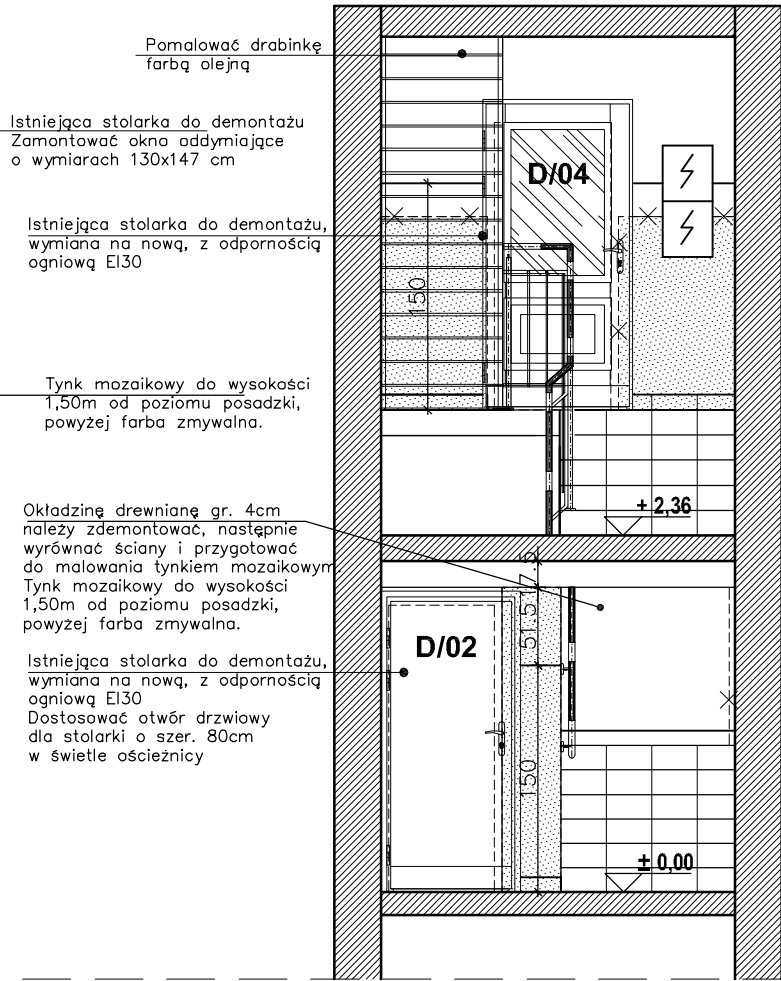 Pomalować drabinkę
farbą olejną
Istniejąca stolarka do demontażu
Zamontować okno oddymiające
o wymiarach 130x147 cm
D/04
Istniejąca stolarka do demontażu,
wymiana na nową, z odpornością
ogniową EI30
150
Tynk mozaikowy do wysokości
1,50m od poziomu posadzki,
powyżej farba zmywalna.
+ 2,36
Okładzinę drewnianę gr. 4cm
należy zdemontować, następnie
wyrównać ściany i przygotować
do malowania tynkiem mozaikowym.
Tynk mozaikowy do wysokości
1,50m od poziomu posadzki,
powyżej farba zmywalna.
17.5
51.5
D/02
Istniejąca stolarka do demontażu,
wymiana na nową, z odpornością
ogniową EI30
Dostosować otwór drzwiowy
dla stolarki o szer. 80cm
w świetle ościeżnicy
150
± 0,00